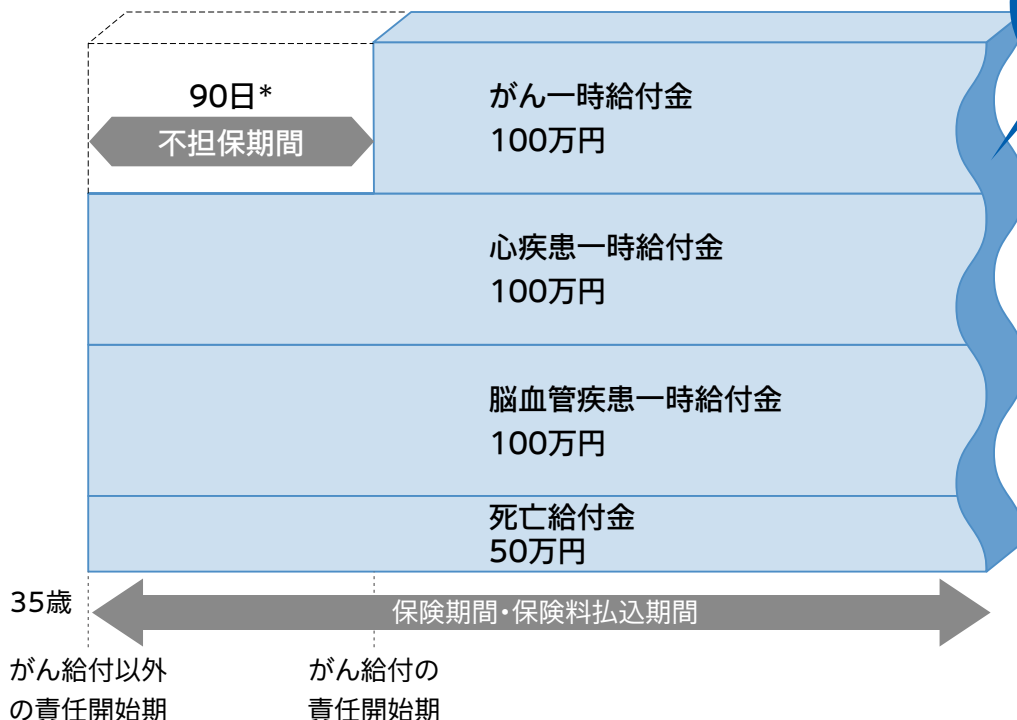 90日*
不担保期間
がん一時給付金
100万円
心疾患一時給付金
100万円
脳血管疾患一時給付金
100万円
死亡給付金
50万円
35歳
保険期間・保険料払込期間
がん給付以外
の責任開始期
がん給付の
責任開始期